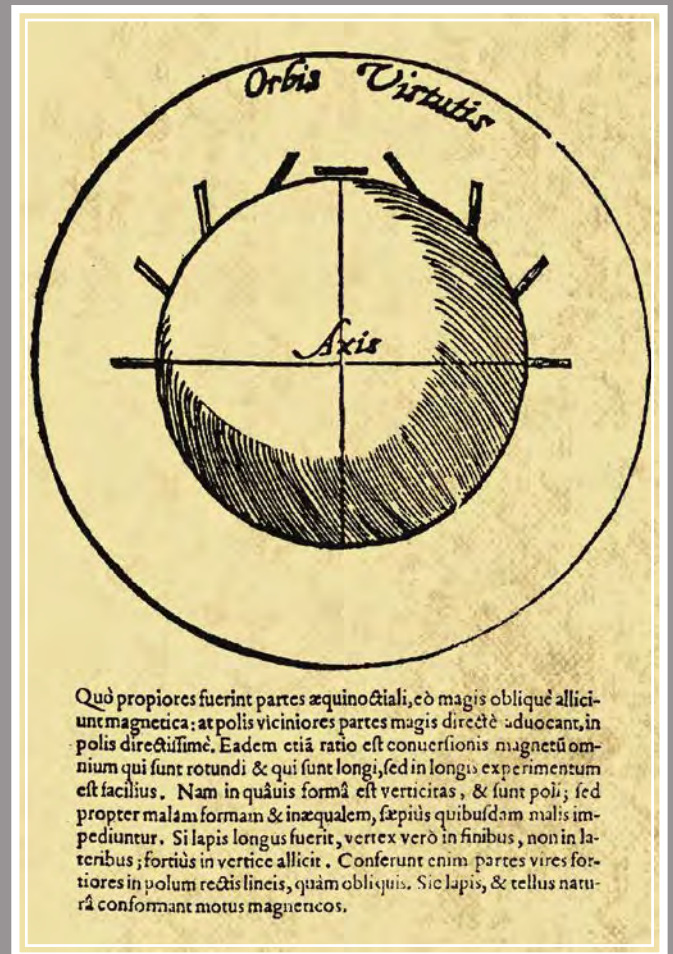 Orbis Virtutis
Axis
Quò propiores fuerint partes æquinoctiali, eò magis obliquè allici-
unt magnetica: at polis viciniores partes magis directè aduocant, in
polis directissimè. Eadem etiã ratio est conuersionis magnetũ om-
nium qui sunt rotundi & qui sunt longi, sed in longis experimentum
est facilius. Nam in quâuis formâ est verticitas, & sunt poli; sed
propter malam formam & inæqualem, sæpiùs quibusdam malis im-
pediuntur. Si lapis longus fuerit, vertex verò in finibus, non in la-
teribus; fortiùs in vertice allicit. Conferunt enim partes vires for-
tiores in polum rectis lineis, quàm obliquis. Sic lapis, & tellus natu-
râ conformant motus magneticos.